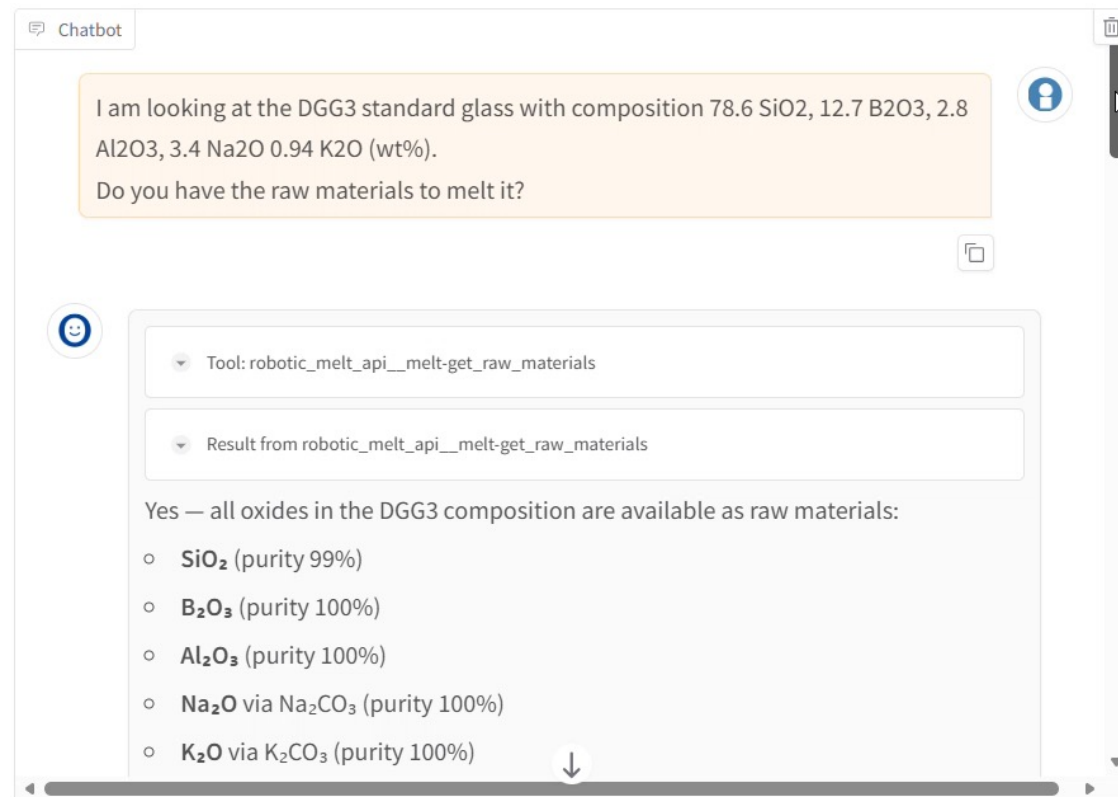 Chatbot
I am looking at the DGG3 standard glass with composition 78.6 SiO2, 12.7 B2O3, 2.8
Al2O3, 3.4 Na2O 0.94 K2O (wt%).
Do you have the raw materials to melt it?
Tool: robotic_melt_api__melt-get_raw_materials
Result from robotic_melt_api__melt-get_raw_materials
Yes — all oxides in the DGG3 composition are available as raw materials:
SiO₂ (purity 99%)
B₂O₃ (purity 100%)
Al₂O₃ (purity 100%)
Na₂O via Na₂CO₃ (purity 100%)
K₂O via K₂CO₃ (purity 100%)